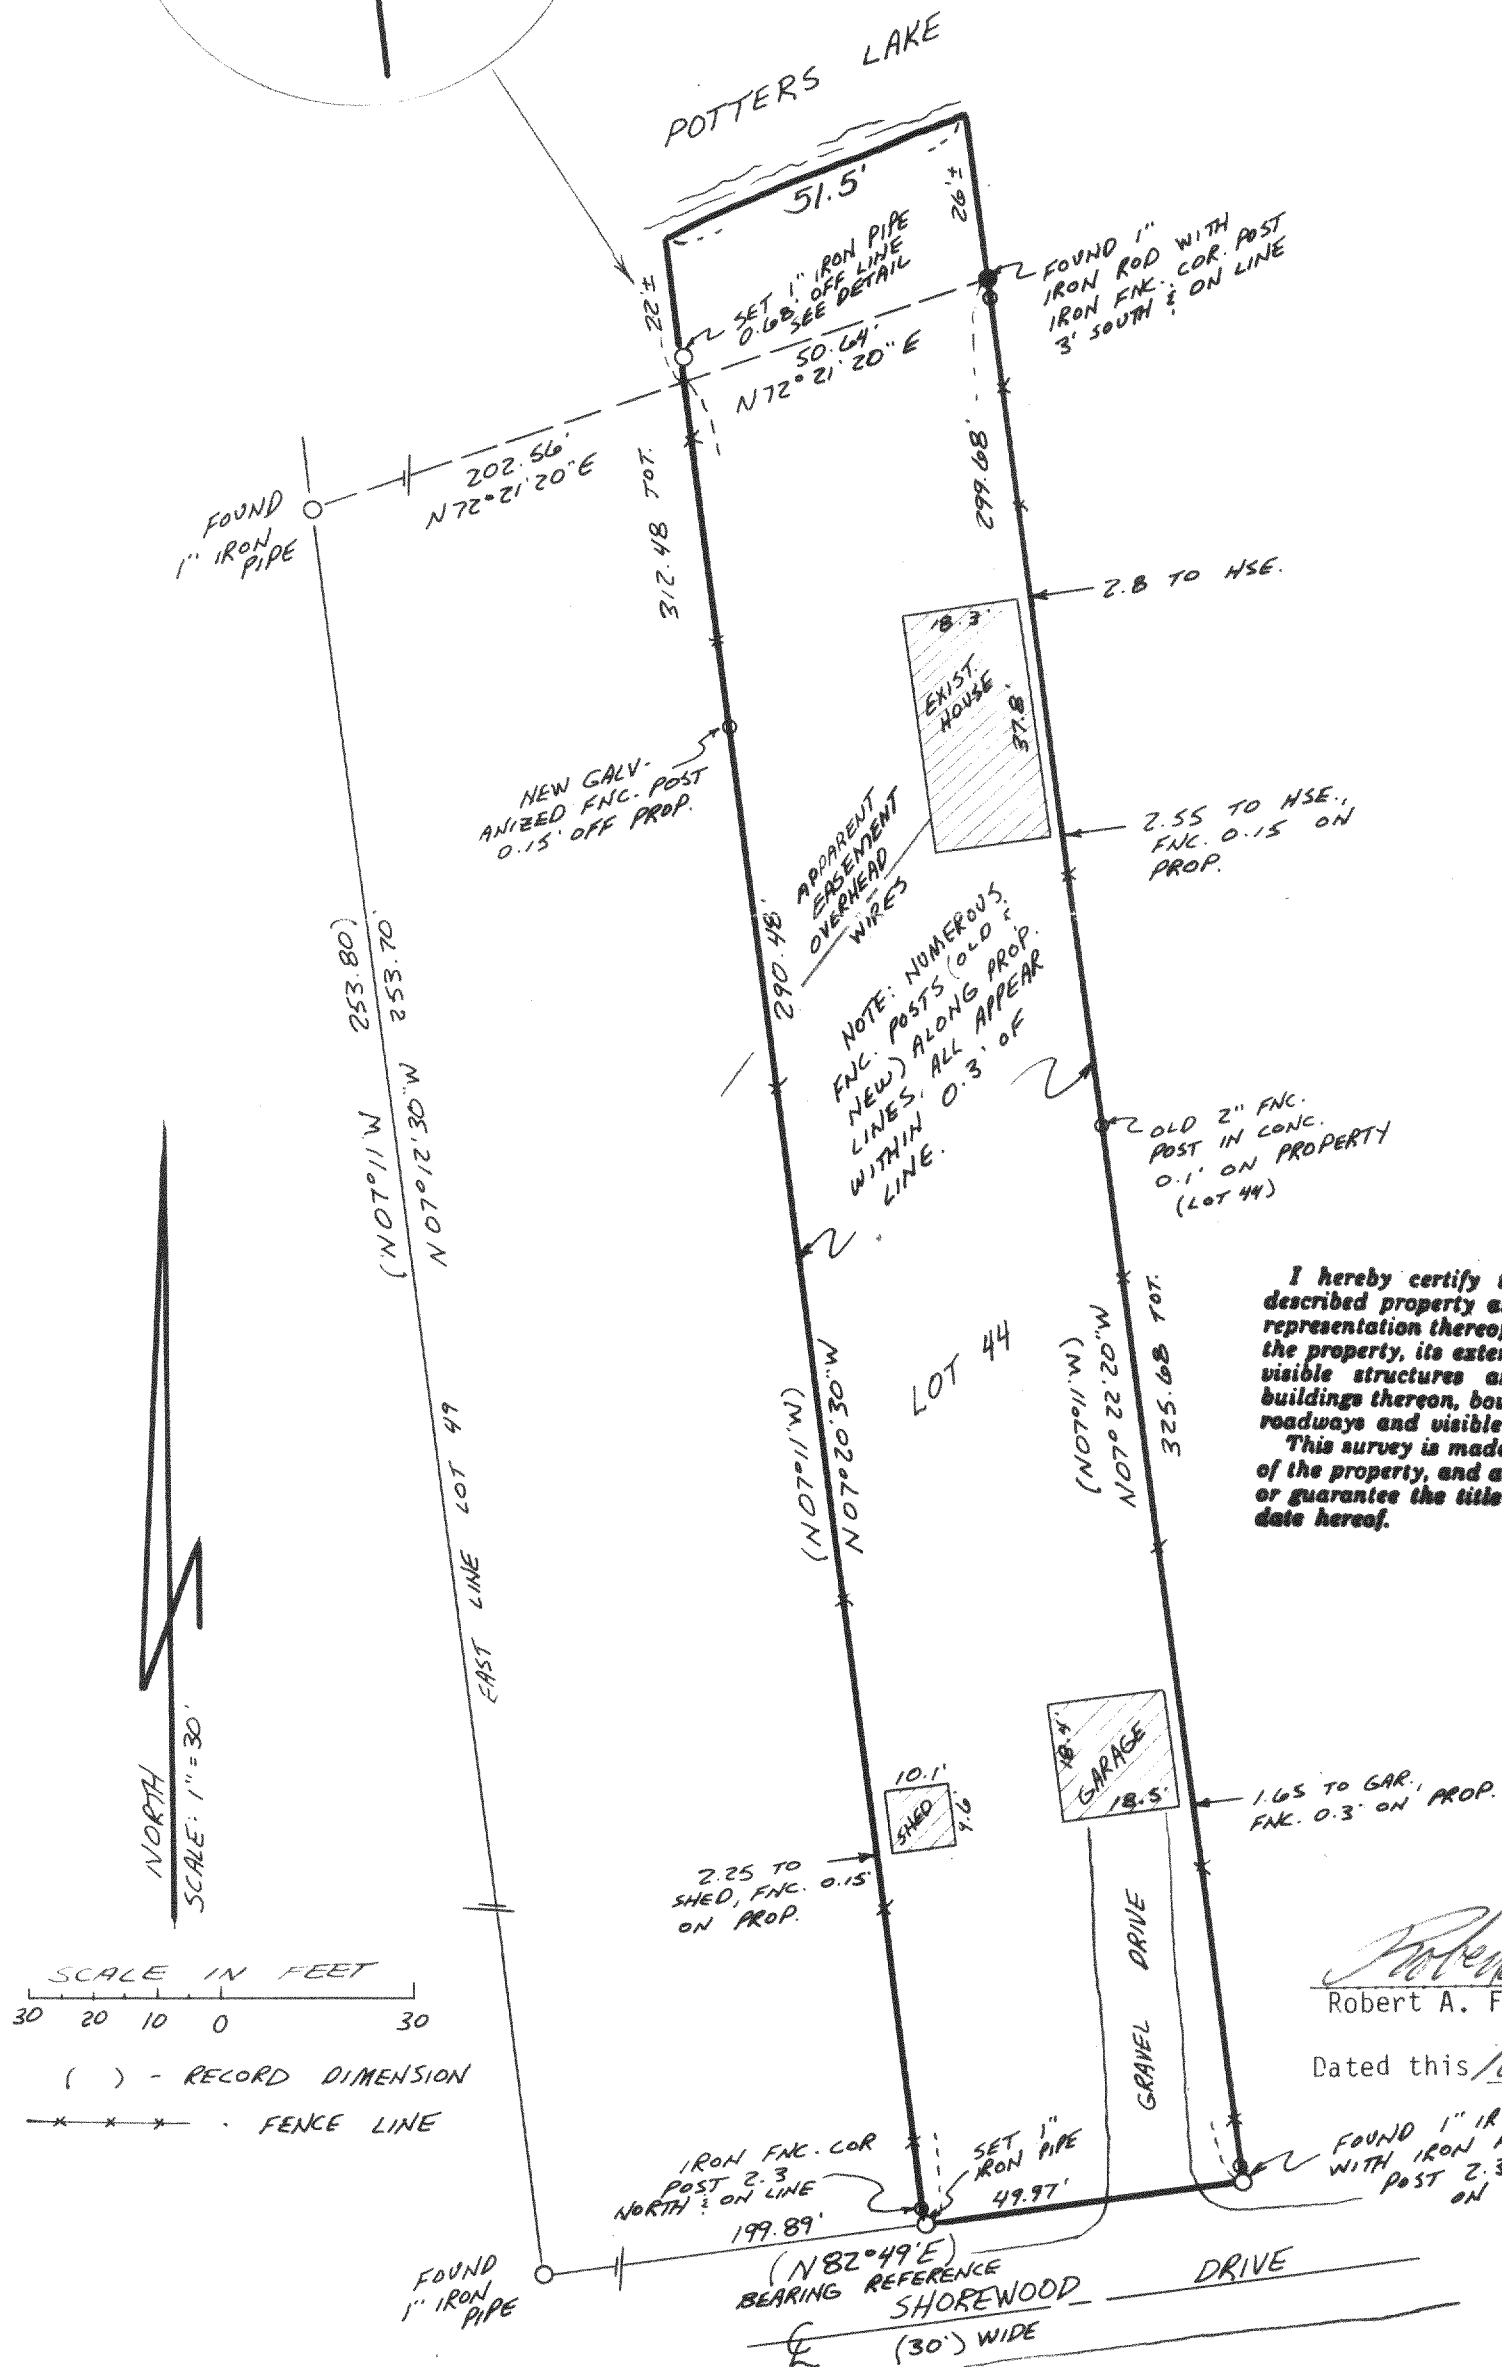 POTTERS LAKE
51.5'
26'±
22'±
SET 1" IRON PIPE
0.68' OFF LINE
SEE DETAIL
FOUND 1"
IRON ROD WITH
IRON FNC. COR. POST
3' SOUTH & ON LINE
50.64'
N72°21'20"E
202.56'
N72°21'20"E
FOUND
1" IRON
PIPE
312.48 TOT.
299.68'
2.8 TO HSE.
18.3'
EXIST.
HOUSE
37.8'
NEW GALV-
ANIZED FNC. POST
0.15' OFF PROP.
2.55 TO HSE.,
FNC. 0.15 ON
PROP.
APPARENT
EASEMENT
OVERHEAD
WIRES
290.48'
253.80)
253.70'
NOTE: NUMEROUS
FNC. POSTS (OLD &
NEW) ALONG PROP.
LINES, ALL APPEAR
WITHIN 0.3' OF
LINE.
(N07°11'W
N07°12'30"W
OLD 2" FNC.
POST IN CONC.
0.1' ON PROPERTY
(LOT 44)
I hereby certify
described property
representation thereof
the property, its
visible structures
buildings thereon,
roadways and visible
This survey is made
of the property, and
or guarantee the title
date hereof.
LOT 44
(N07°11'W)
N07°20'30"W
(N07°11'W)
N07°22'20"W
325.68 TOT.
EAST LINE LOT 49
NORTH
SCALE: 1"=30'
GARAGE
18.5'
10.1'
SHED
9.6'
1.65 TO GAR.,
FNC. 0.3' ON PROP.
2.25 TO
SHED, FNC. 0.15'
ON PROP.
GRAVEL DRIVE
SCALE IN FEET
30 20 10 0 30
( ) - RECORD DIMENSION
FENCE LINE
Robert A.
Dated this
IRON FNC. COR
POST 2.3
NORTH & ON LINE
SET 1"
IRON PIPE
FOUND 1"
WITH IRON
POST
ON
199.89'
49.97'
(N82°49'E)
BEARING REFERENCE
FOUND
1" IRON
PIPE
SHOREWOOD DRIVE
(30') WIDE